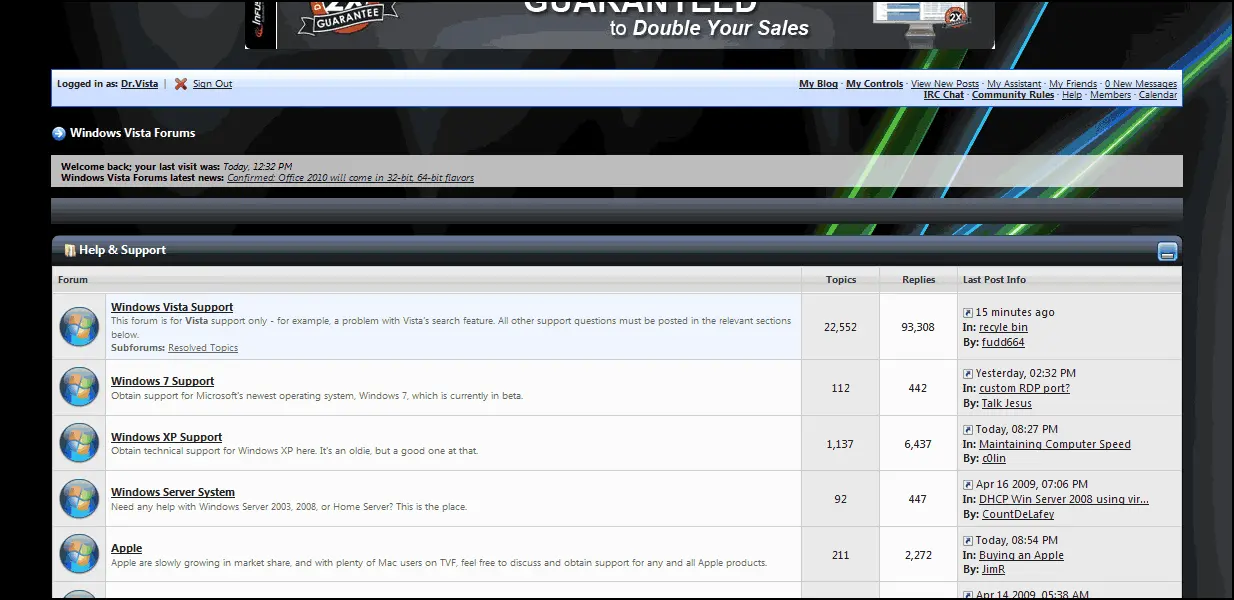 INFUS
2X
GUARANTEE
GUARANTEED
to Double Your Sales
2X
Logged in as: Dr.Vista | Sign Out
My Blog · My Controls · View New Posts · My Assistant · My Friends · 0 New Messages
IRC Chat · Community Rules · Help · Members · Calendar
Windows Vista Forums
Welcome back; your last visit was: Today, 12:32 PM
Windows Vista Forums latest news: Confirmed: Office 2010 will come in 32-bit, 64-bit flavors
Help & Support
Forum Topics Replies Last Post Info
Windows Vista Support
This forum is for Vista support only - for example, a problem with Vista's search feature. All other support questions must be posted in the relevant sections
below.
Subforums: Resolved Topics
22,552
93,308
15 minutes ago
In: recyle bin
By: fudd664
Windows 7 Support
Obtain support for Microsoft's newest operating system, Windows 7, which is currently in beta.
112
442
Yesterday, 02:32 PM
In: custom RDP port?
By: Talk Jesus
Windows XP Support
Obtain technical support for Windows XP here. It's an oldie, but a good one at that.
1,137
6,437
Today, 08:27 PM
In: Maintaining Computer Speed
By: c0lin
Windows Server System
Need any help with Windows Server 2003, 2008, or Home Server? This is the place.
92
447
Apr 16 2009, 07:06 PM
In: DHCP Win Server 2008 using vir...
By: CountDeLafey
Apple
Apple are slowly growing in market share, and with plenty of Mac users on TVF, feel free to discuss and obtain support for any and all Apple products.
211
2,272
Today, 08:54 PM
In: Buying an Apple
By: JimR
Apr 14 2009, 05:38 AM